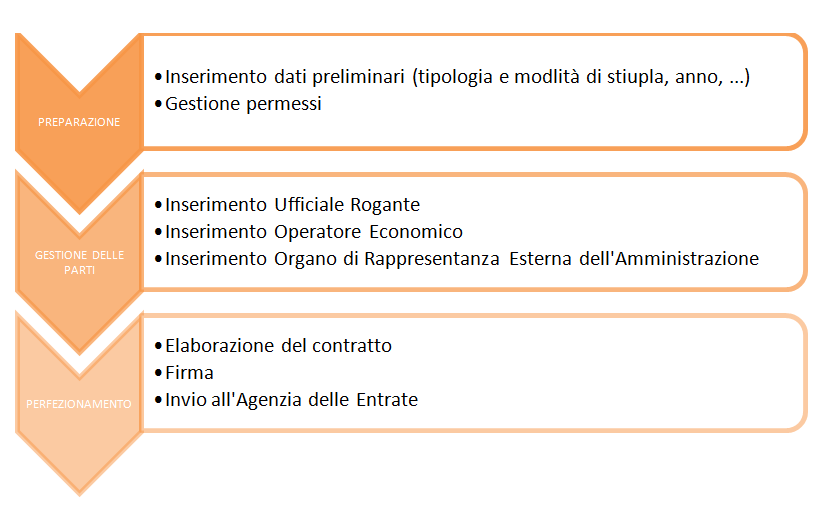 PREPARAZIONE
•Inserimento dati preliminari (tipologia e modlità di stiupla, anno, ...)
•Gestione permessi
GESTIONE DELLE
PARTI
•Inserimento Ufficiale Rogante
•Inserimento Operatore Economico
•Inserimento Organo di Rappresentanza Esterna dell'Amministrazione
PERFEZIONAMENTO
•Elaborazione del contratto
•Firma
•Invio all'Agenzia delle Entrate